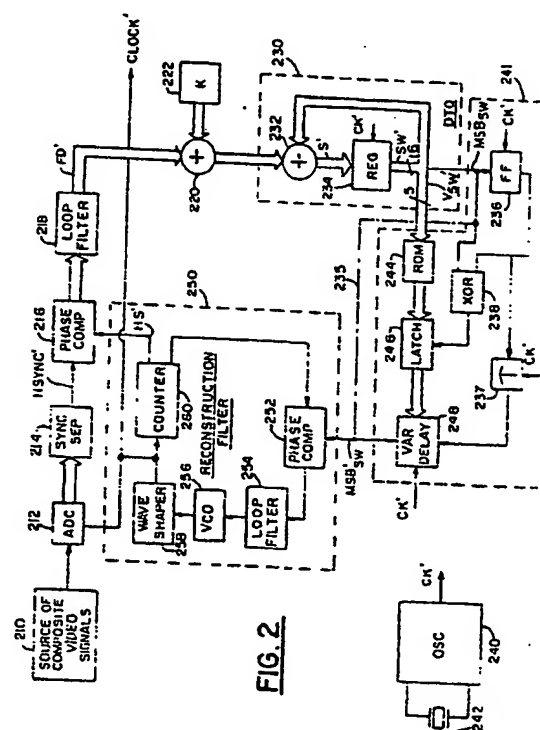 210
SOURCE OF
COMPOSITE
VIDEO
SIGNALS
212
ADC
214
SYNC
SEP
HSYNC'
216
PHASE
COMP
218
LOOP
FILTER
FD'
CLOCK'
222
K
220
+
250
HS'
COUNTER
260
RECONSTRUCTION
FILTER
WAVE
SHAPER
258
256
VCO
254
LOOP
FILTER
252
PHASE
COMP
MSB'SW
230
232
+
S'
CK'
REG
234
SW'
16
DTO
5
V'SW
MSBSW
235
241
CK'
FF
236
ROM
244
XOR
238
LATCH
246
237
CK'
VAR
DELAY
248
CK'
FIG. 2
CK'
OSC
240
242